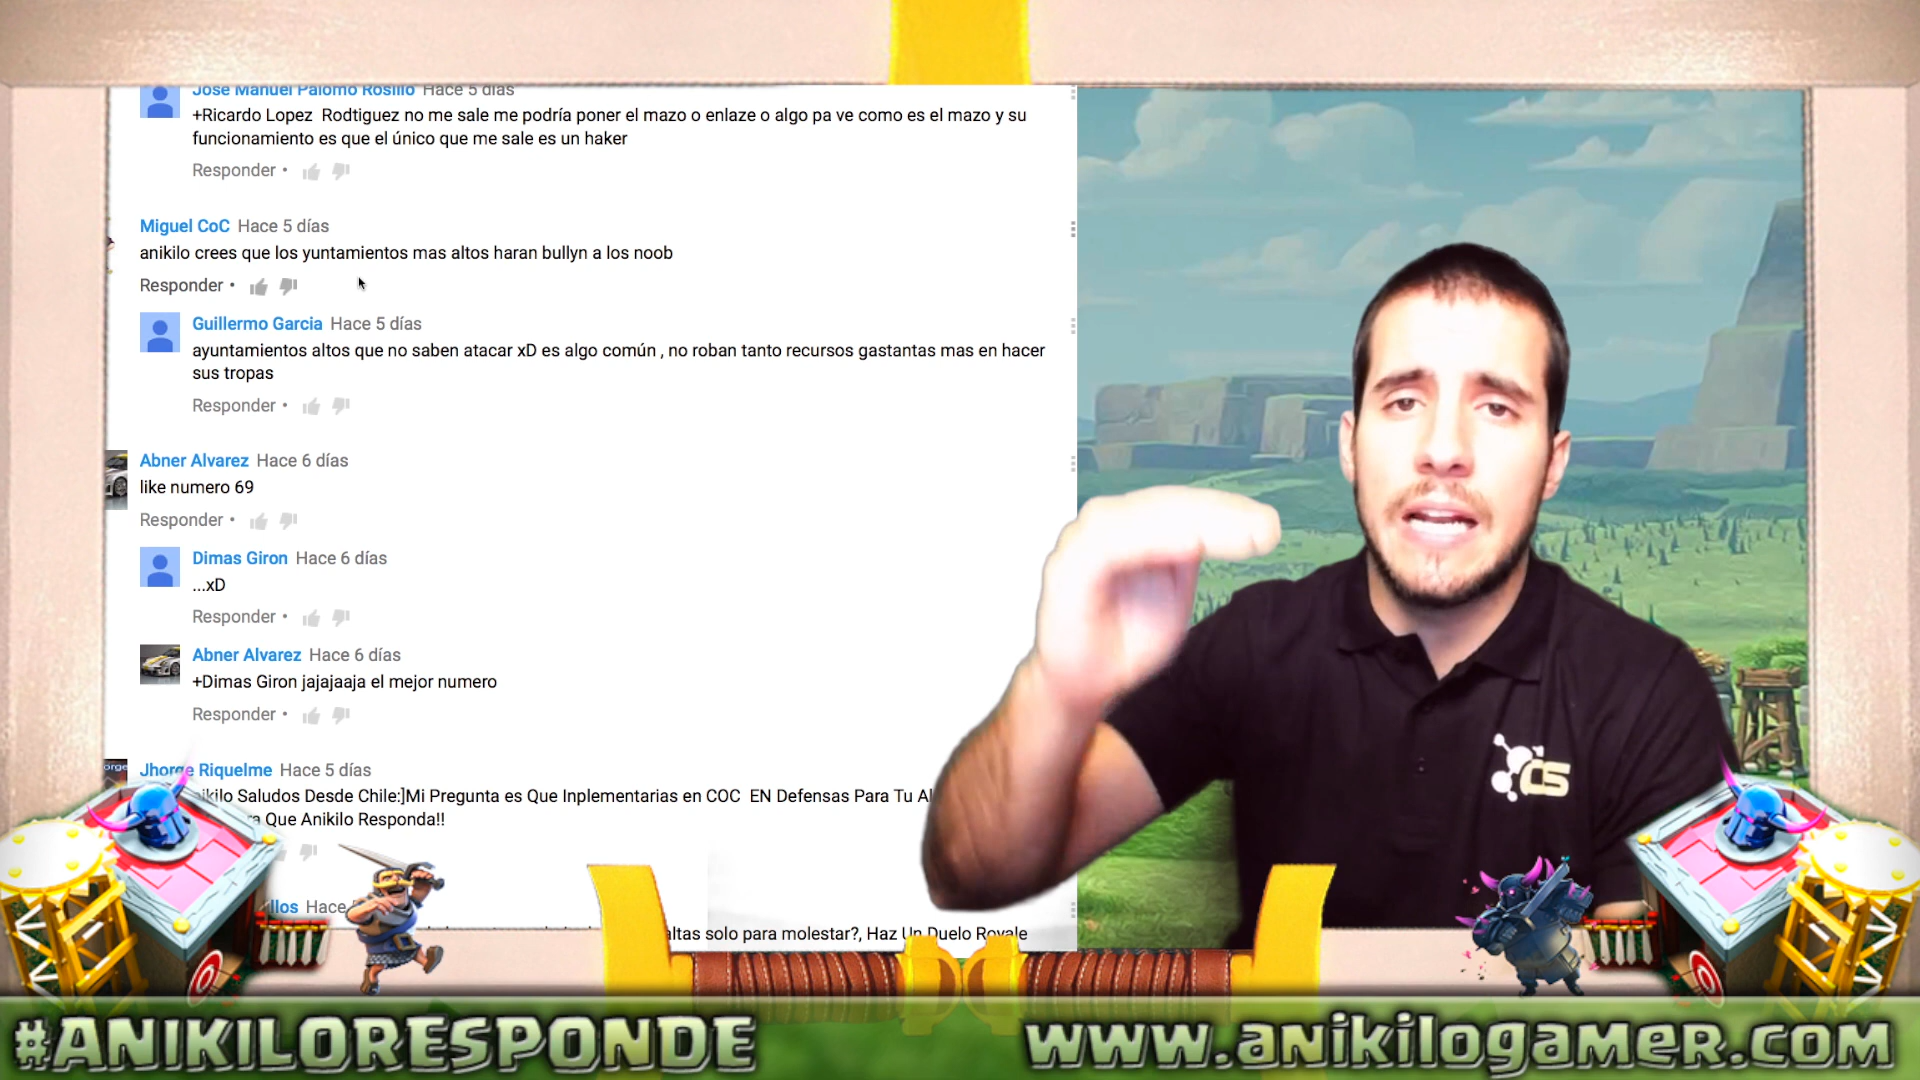 Jose Manuel Palomo Rosillo Hace 5 días
+Ricardo Lopez Rodtiguez no me sale me podría poner el mazo o enlaze o algo pa ve como es el mazo y su
funcionamiento es que el único que me sale es un haker
Responder •
Miguel CoC Hace 5 días
anikilo crees que los yuntamientos mas altos haran bullyn a los noob
Responder •
Guillermo Garcia Hace 5 días
ayuntamientos altos que no saben atacar xD es algo común , no roban tanto recursos gastantas mas en hacer
sus tropas
Responder •
Abner Alvarez Hace 6 días
like numero 69
Responder •
Dimas Giron Hace 6 días
...xD
Responder •
Abner Alvarez Hace 6 días
+Dimas Giron jajajaaja el mejor numero
Responder •
Jhorge Riquelme Hace 5 días
Saludos Desde Chile:]Mi Pregunta es Que Inplementarias en COC EN Defensas Para Tu
Que Anikilo Responda!!
Hace
solo para molestar?, Haz Un Duelo Royale
CS
#ANIKILORESPONDE
www.anikilogamer.com